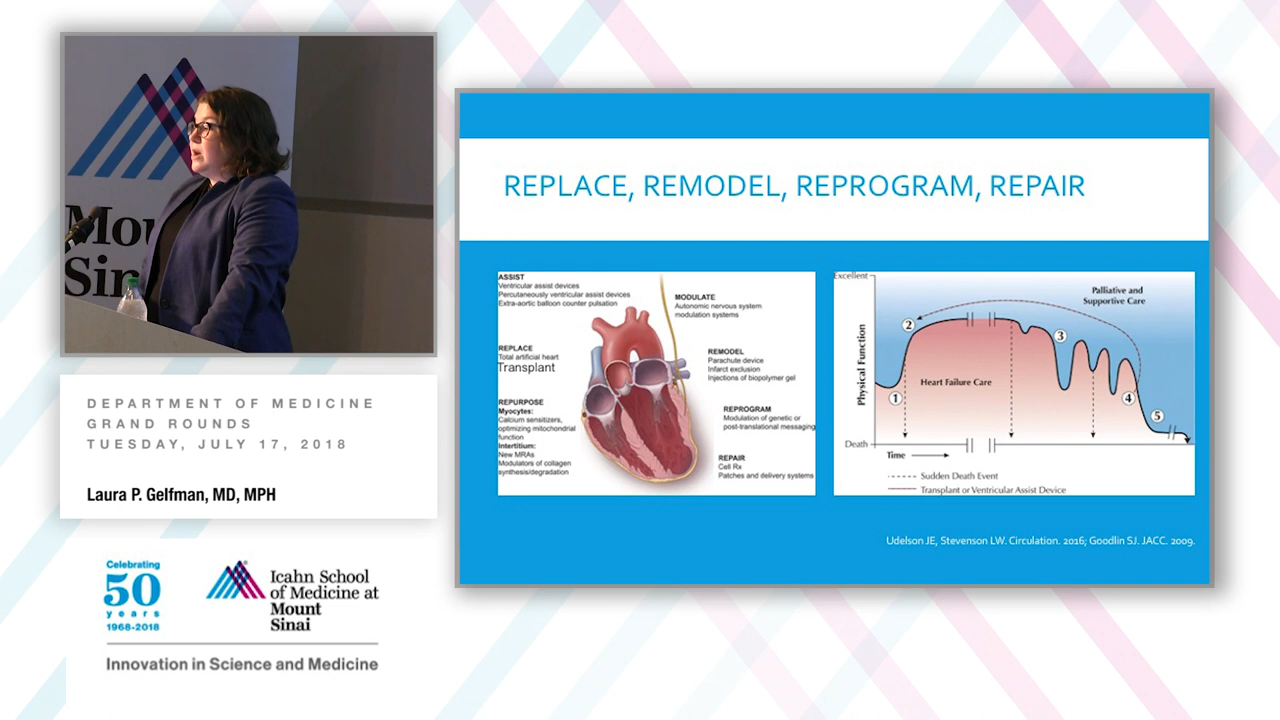 Mou
Sin
DEPARTMENT OF MEDICINE
GRAND ROUNDS
TUESDAY, JULY 17, 2018
Laura P. Gelfman, MD, MPH
Celebrating
50
years
1968-2018
Icahn School
of Medicine at
Mount
Sinai
Innovation in Science and Medicine
REPLACE, REMODEL, REPROGRAM, REPAIR
ASSIST
Ventricular assist devices
Percutaneously ventricular assist devices
Extra-aortic balloon counter pulsation
REPLACE
Total artificial heart
Transplant
REPURPOSE
Myocytes:
Calcium sensitizers,
optimizing mitochondrial
function
Intertitium:
New MRAs
Modulators of collagen
synthesis/degradation
MODULATE
Autonomic nervous system
modulation systems
REMODEL
Parachute device
Infarct exclusion
Injections of biopolymer gel
REPROGRAM
Modulation of genetic or
post-translational messaging
REPAIR
Cell Rx
Patches and delivery systems
Excellent
Palliative and
Supportive Care
Physical Function
Heart Failure Care
1
2
3
4
5
Death
Time
Sudden Death Event
Transplant or Ventricular Assist Device
Udelson JE, Stevenson LW. Circulation. 2016; Goodlin SJ. JACC. 2009.